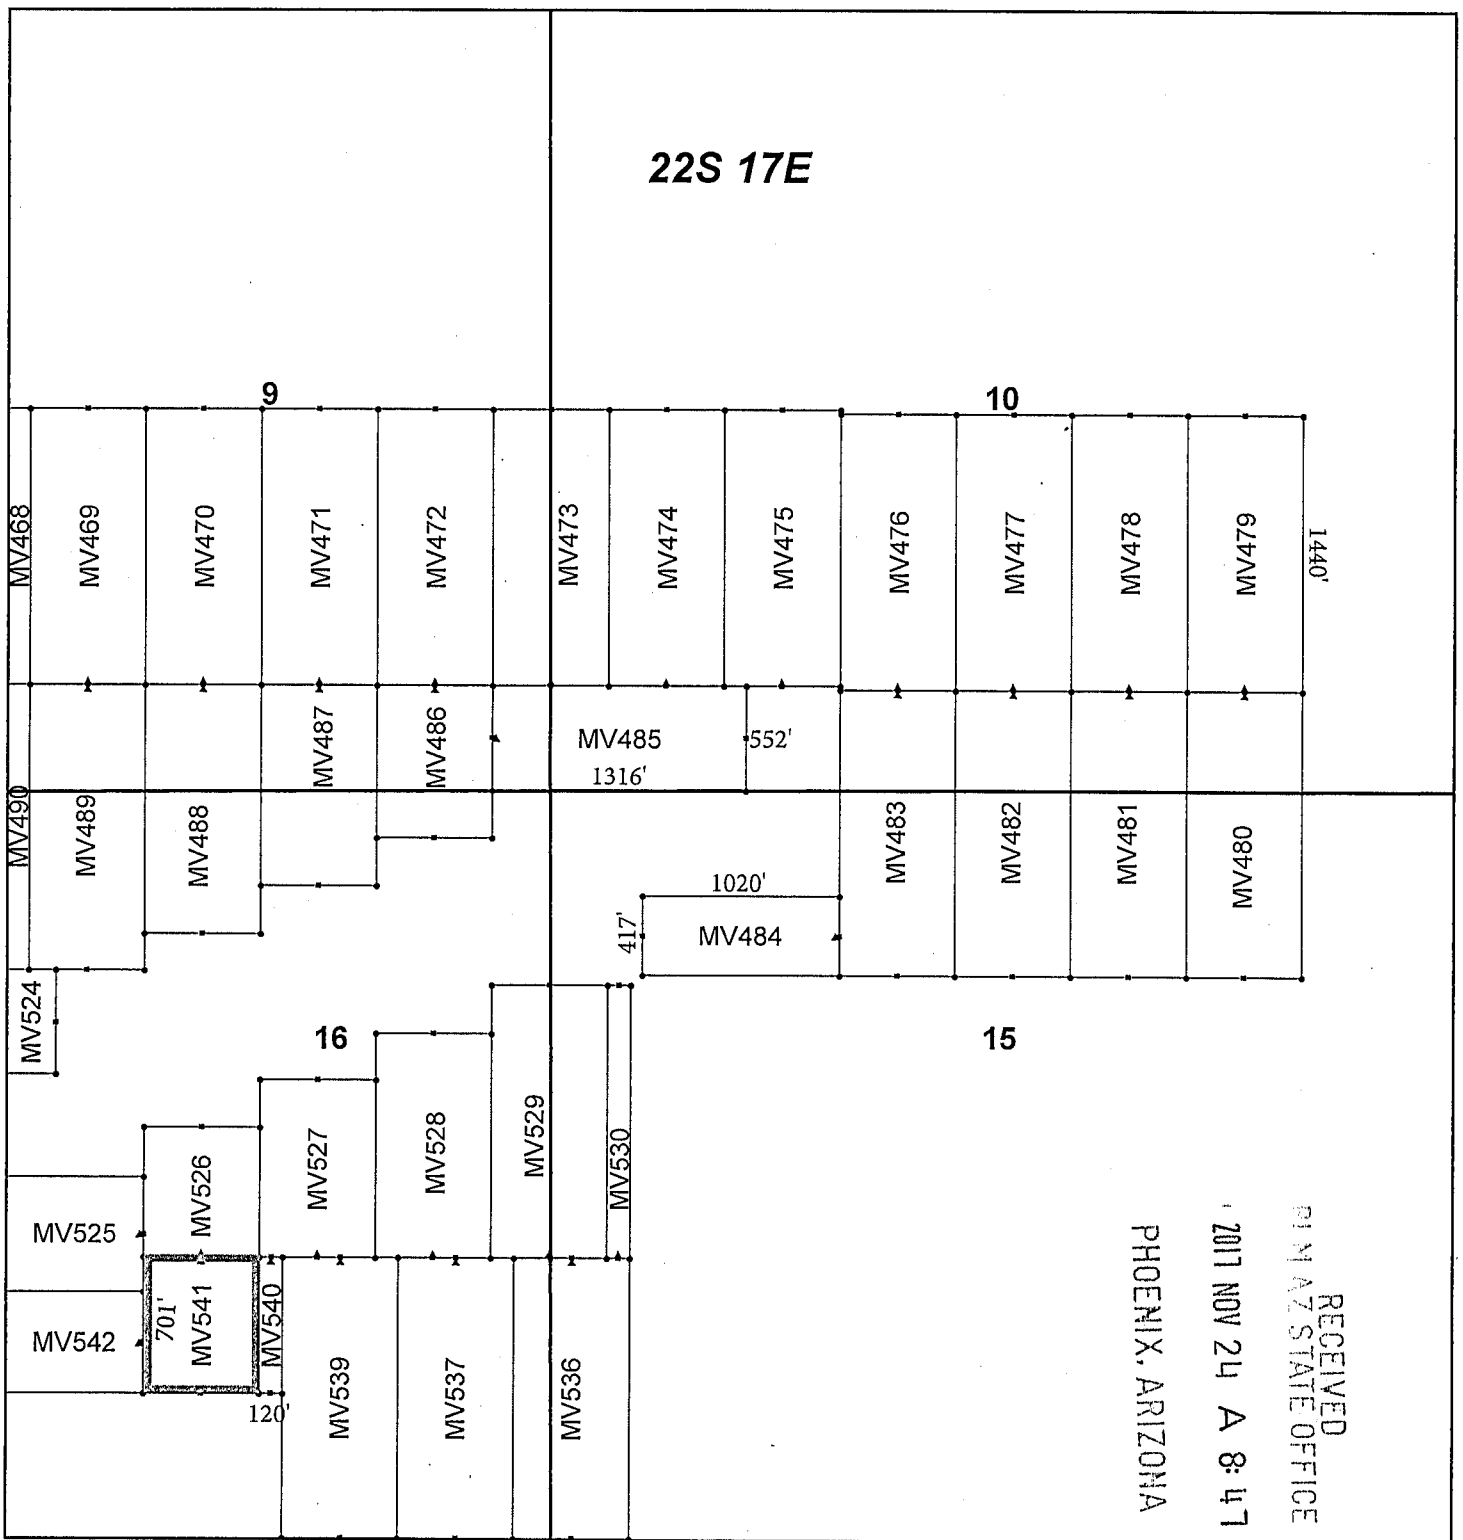 22S 17E
9
10
MV468
MV469
MV470
MV471
MV472
MV473
MV474
MV475
MV476
MV477
MV478
MV479
1440'
MV490
MV489
MV488
MV487
MV486
MV485
1316'
552'
MV483
MV482
MV481
MV480
1020'
417'
MV484
MV524
16
15
MV525
MV526
MV527
MV528
MV529
MV530
MV542
701'
MV541
MV540
120'
MV539
MV537
MV536
RECEIVED
BLM AZ STATE OFFICE
2017 NOV 24 A 8:47
PHOENIX, ARIZONA